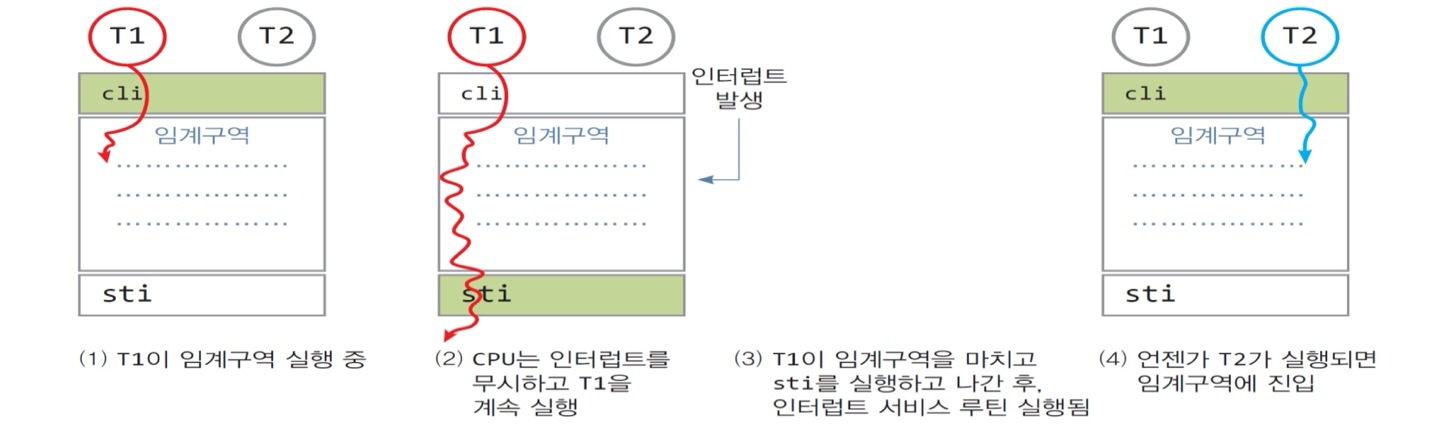 T1
T2
cli
임계구역
sti
(1) T1이 임계구역 실행 중
T1
T2
cli
임계구역
sti
인터럽트
발생
(2) CPU는 인터럽트를
무시하고 T1을
계속 실행
(3) T1이 임계구역을 마치고
sti를 실행하고 나간 후,
인터럽트 서비스 루틴 실행됨
T1
T2
cli
임계구역
sti
(4) 언젠가 T2가 실행되면
임계구역에 진입